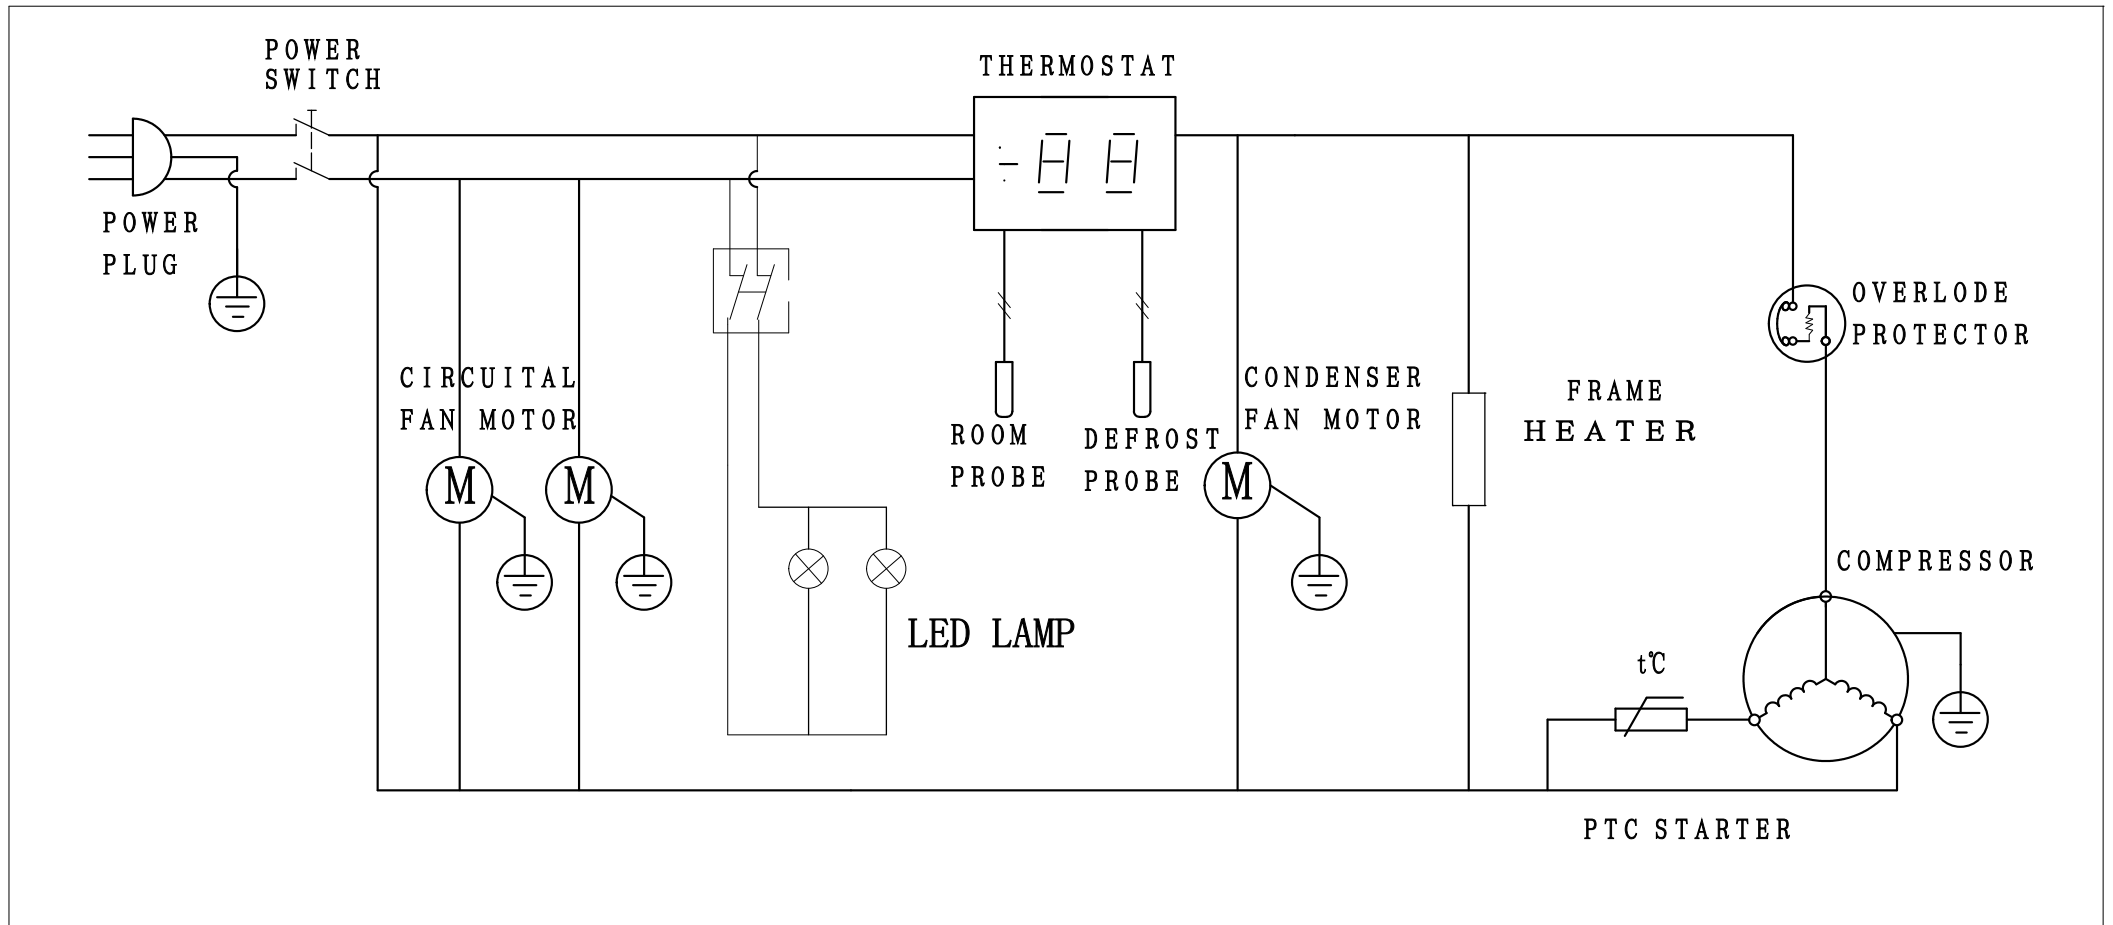 POWER
SWITCH
THERMOSTAT
POWER
PLUG
OVERLODE
PROTECTOR
CIRCUITAL
FAN MOTOR
CONDENSER
FAN MOTOR
FRAME
HEATER
ROOM
PROBE
DEFROST
PROBE
M
M
M
COMPRESSOR
LED LAMP
t℃
PTC STARTER